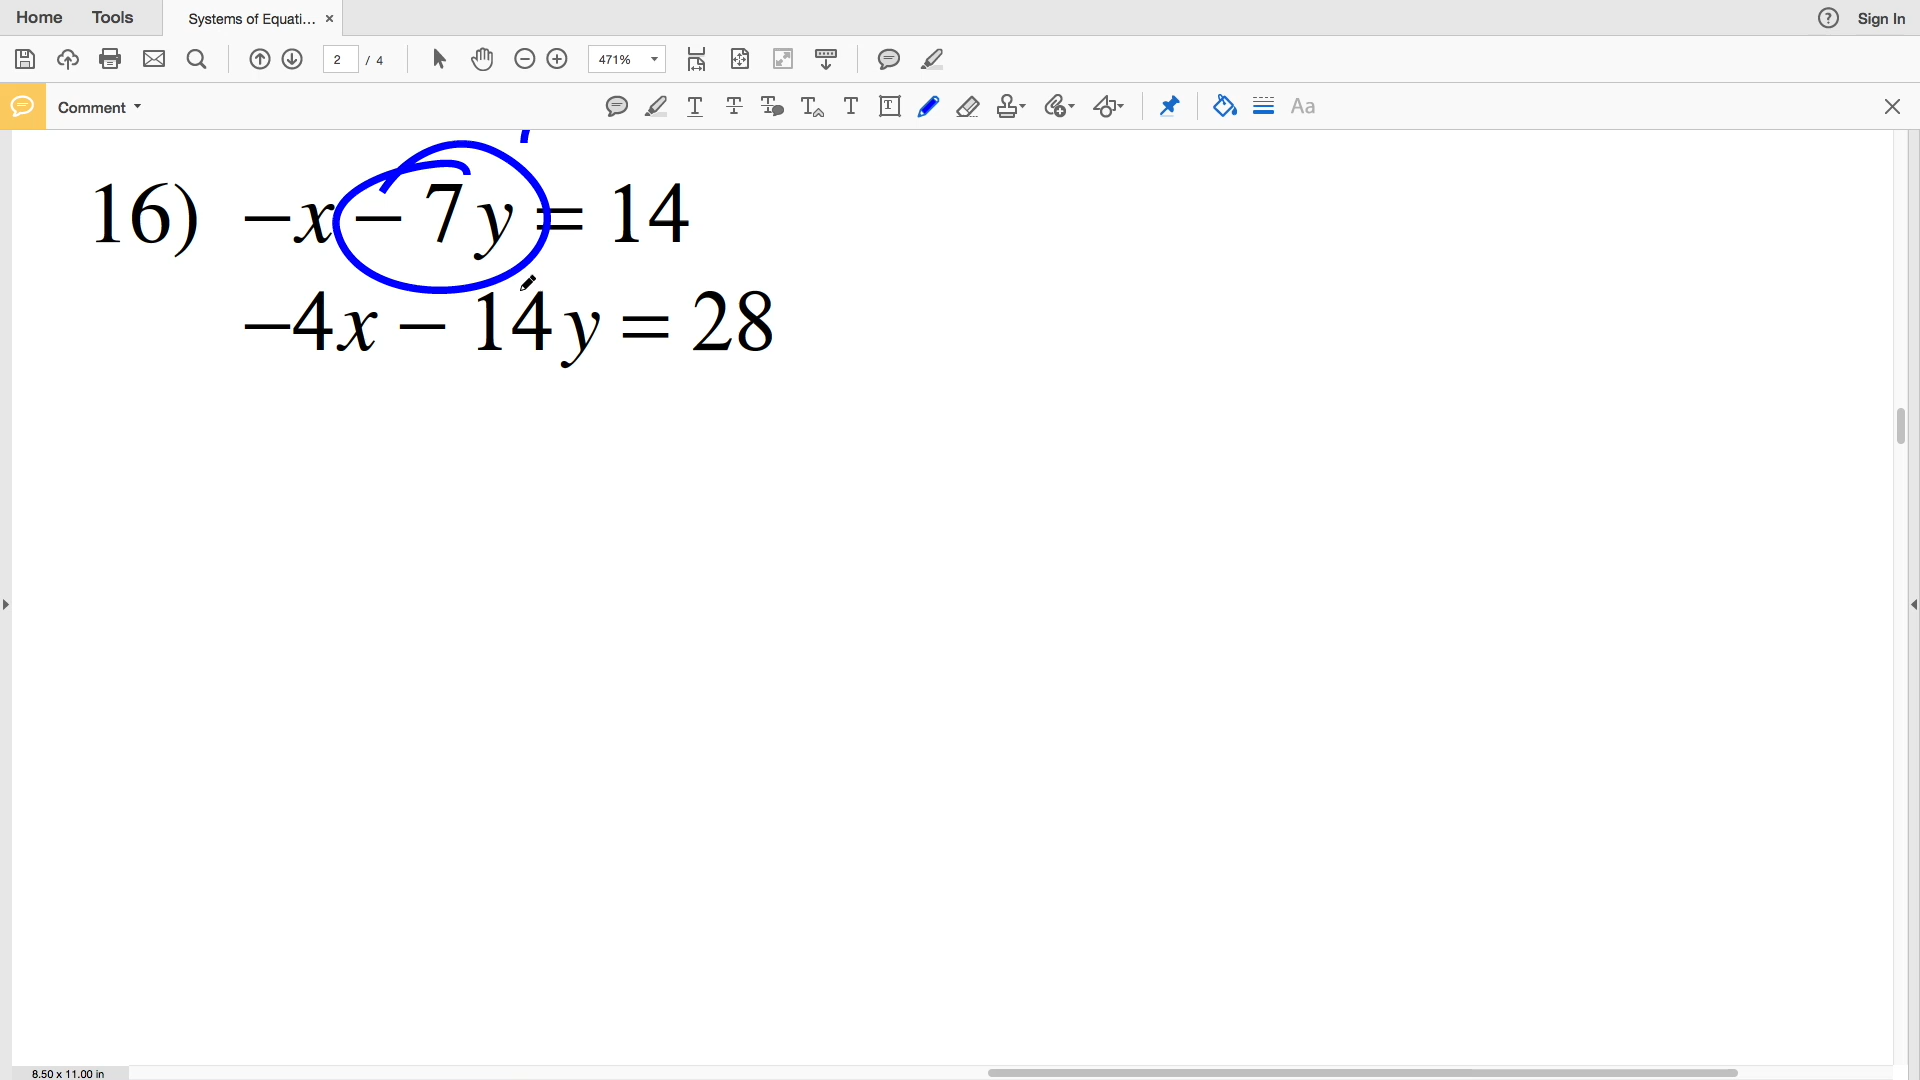 Home Tools Systems of Equati... × ? Sign In
2 / 4 471%
Comment Aa
16) −x − 7y = 14
−4x − 14y = 28
8.50 x 11.00 in